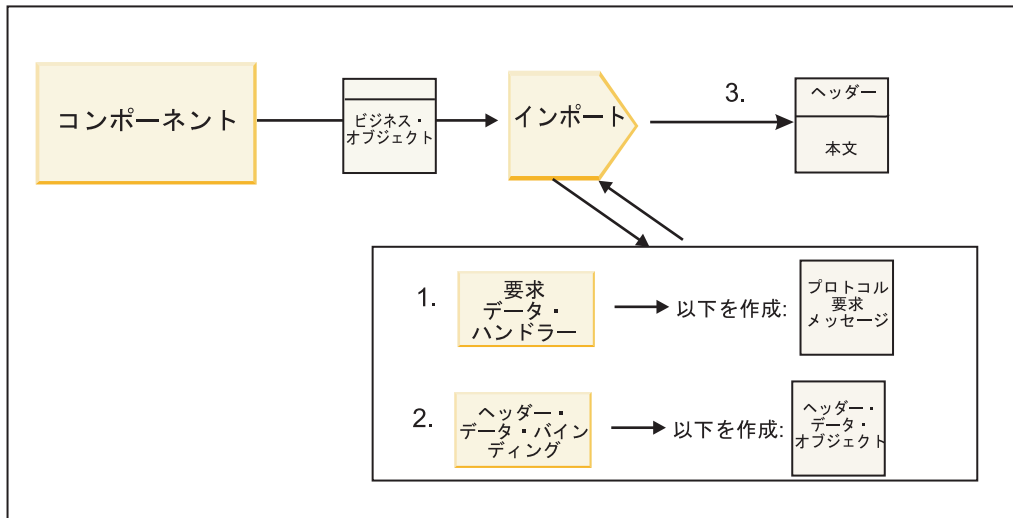 コンポーネント
ビジネス・
オブジェクト
インポート
3.
ヘッダー
本文
1.
要求
データ・
ハンドラー
以下を作成:
プロトコル
要求
メッセージ
2.
ヘッダー・
データ・バイン
ディング
以下を作成:
ヘッダー・
データ・
オブジェクト